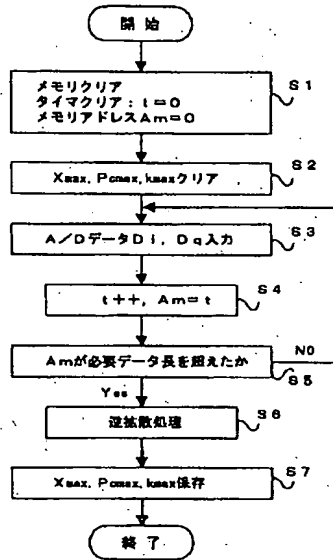 開始
メモリクリア
タイマクリア：t＝0
メモリアドレスAm＝0
S1
Xmax, Pcmax, kmaxクリア
S2
A／DデータDi, Dq入力
S3
t++, Am＝t
S4
Amが必要データ長を超えたか
NO
S5
Yes
逆拡散処理
S6
Xmax, Pcmax, kmax保存
S7
終了